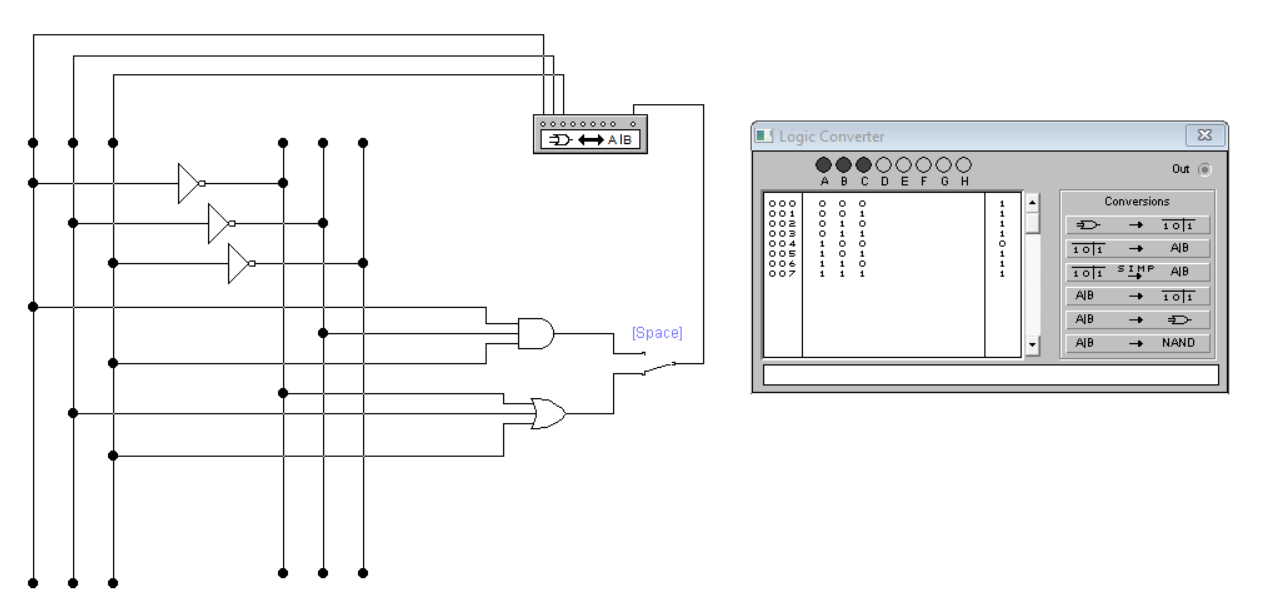 A|B
[Space]
Logic Converter
Out
A B C D E F G H
000 0 0 0 1
001 0 0 1 1
002 0 1 0 1
003 0 1 1 1
004 1 0 0 0
005 1 0 1 1
006 1 1 0 1
007 1 1 1 1
Conversions
→ 1 0|1
1 0|1 → A|B
1 0|1 SIMP → A|B
A|B → 1 0|1
A|B →
A|B → NAND